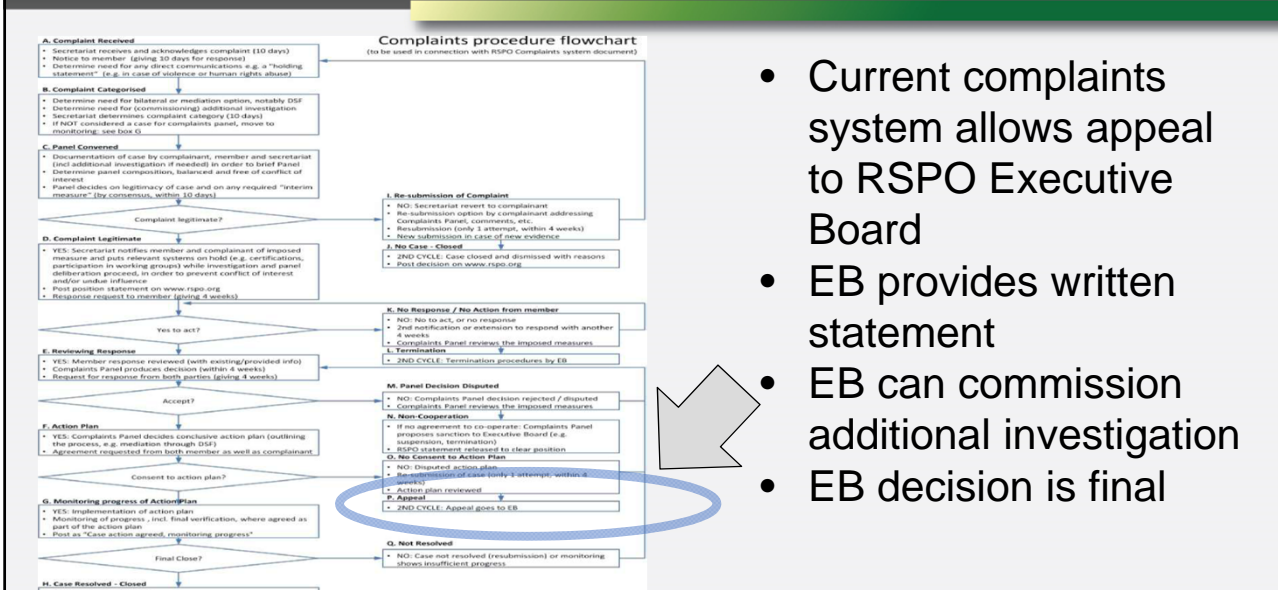 Complaints procedure flowchart
(to be used in connection with RSPO Complaints system document)
A. Complaint Received
• Secretariat receives and acknowledges complaint (10 days)
• Notice to member (giving 10 days for response)
• Determine need for any direct communications e.g. a "holding
statement" (e.g. in case of violence or human rights abuse)
B. Complaint Categorised
• Determine need for bilateral or mediation option, notably DSF
• Determine need for (commissioning) additional investigation
• Secretariat determines complaint category (10 days)
• If NOT considered a case for complaints panel, move to
monitoring: see box G
C. Panel Convened
• Documentation of case by complainant, member and secretariat
(incl additional investigation if needed) in order to brief Panel
• Determine panel composition, balanced and free of conflict of
interest
• Panel decides on legitimacy of case and on any required "interim
measure" (by consensus, within 10 days)
Complaint legitimate?
I. Re-submission of Complaint
• NO: Secretariat revert to complainant
• Re-submission option by complainant addressing
Complaints Panel, comments, etc.
• Resubmission (only 1 attempt, within 4 weeks)
• New submission in case of new evidence
J. No Case - Closed
• 2ND CYCLE: Case closed and dismissed with reasons
• Post decision on www.rspo.org
D. Complaint Legitimate
• YES: Secretariat notifies member and complainant of imposed
measure and puts relevant systems on hold (e.g. certifications,
participation in working groups) while investigation and panel
deliberation proceed, in order to prevent conflict of interest
and/or undue influence
• Post position statement on www.rspo.org
• Response request to member (giving 4 weeks)
Yes to act?
K. No Response / No Action from member
• NO: No to act, or no response
• 2nd notification or extension to respond with another
4 weeks
• Complaints Panel reviews the imposed measures
L. Termination
• 2ND CYCLE: Termination procedures by EB
E. Reviewing Response
• YES: Member response reviewed (with existing/provided info)
• Complaints Panel produces decision (within 4 weeks)
• Request for response from both parties (giving 4 weeks)
Accept?
M. Panel Decision Disputed
• NO: Complaints Panel decision rejected / disputed
• Complaints Panel reviews the imposed measures
N. Non-Cooperation
• If no agreement to co-operate: Complaints Panel
proposes sanction to Executive Board (e.g.
suspension, termination)
• RSPO statement released to clear position
F. Action Plan
• YES: Complaints Panel decides conclusive action plan (outlining
the process, e.g. mediation through DSF)
• Agreement requested from both member as well as complainant
Consent to action plan?
O. No Consent to Action Plan
• NO: Disputed action plan
• Re-submission of case (only 1 attempt, within 4
weeks)
• Action plan reviewed
P. Appeal
• 2ND CYCLE: Appeal goes to EB
G. Monitoring progress of Action Plan
• YES: Implementation of action plan
• Monitoring of progress , incl. final verification, where agreed as
part of the action plan
• Post as "Case action agreed, monitoring progress"
Final Close?
Q. Not Resolved
• NO: Case not resolved (resubmission) or monitoring
shows insufficient progress
H. Case Resolved - Closed
• Current complaints
system allows appeal
to RSPO Executive
Board
• EB provides written
statement
• EB can commission
additional investigation
• EB decision is final